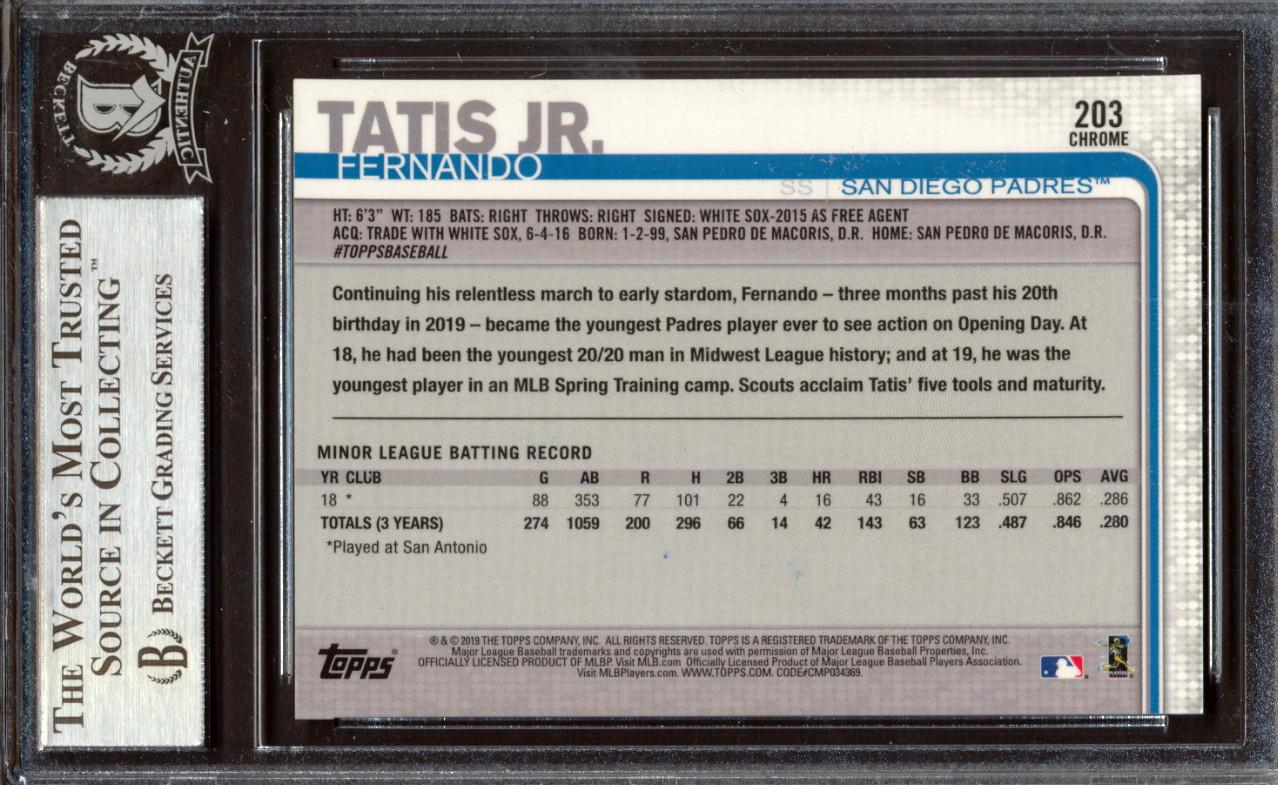 BECKETT
AUTHENTIC
B
THE WORLD'S MOST TRUSTED
SOURCE IN COLLECTING™
B BECKETT GRADING SERVICES
TATIS JR.
FERNANDO
203
CHROME
SS | SAN DIEGO PADRES™
HT: 6'3" WT: 185 BATS: RIGHT THROWS: RIGHT SIGNED: WHITE SOX-2015 AS FREE AGENT
ACQ: TRADE WITH WHITE SOX, 6-4-16 BORN: 1-2-99, SAN PEDRO DE MACORIS, D.R. HOME: SAN PEDRO DE MACORIS, D.R.
#TOPPSBASEBALL
Continuing his relentless march to early stardom, Fernando – three months past his 20th
birthday in 2019 – became the youngest Padres player ever to see action on Opening Day. At
18, he had been the youngest 20/20 man in Midwest League history; and at 19, he was the
youngest player in an MLB Spring Training camp. Scouts acclaim Tatis' five tools and maturity.
MINOR LEAGUE BATTING RECORD
YR CLUB G AB R H 2B 3B HR RBI SB BB SLG OPS AVG
18 * 88 353 77 101 22 4 16 43 16 33 .507 .862 .286
TOTALS (3 YEARS) 274 1059 200 296 66 14 42 143 63 123 .487 .846 .280
*Played at San Antonio
Topps®
® & © 2019 THE TOPPS COMPANY, INC. ALL RIGHTS RESERVED. TOPPS IS A REGISTERED TRADEMARK OF THE TOPPS COMPANY, INC.
Major League Baseball trademarks and copyrights are used with permission of Major League Baseball Properties, Inc.
OFFICIALLY LICENSED PRODUCT OF MLBP. Visit MLB.com Officially Licensed Product of Major League Baseball Players Association.
Visit MLBPlayers.com. WWW.TOPPS.COM. CODE#CMP034369.